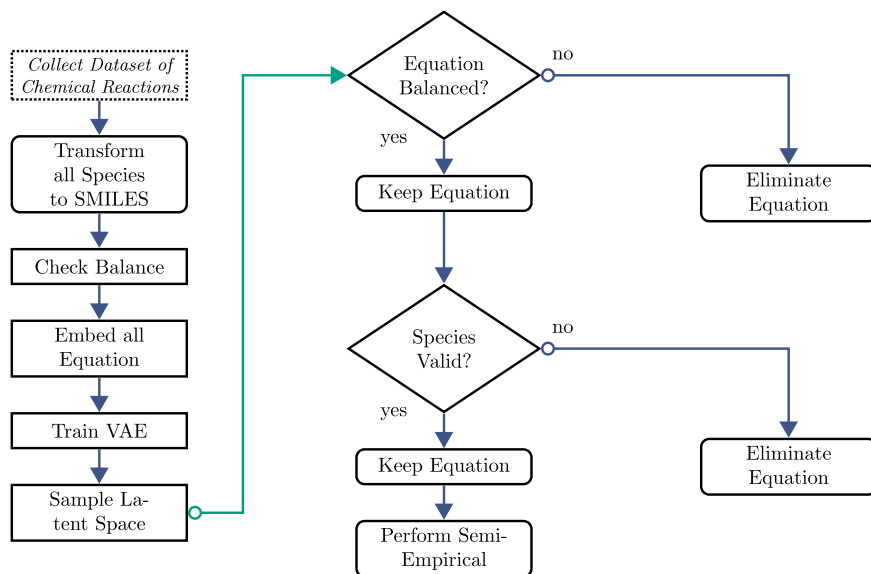 Collect Dataset of
Chemical Reactions
Transform
all Species
to SMILES
Check Balance
Embed all
Equation
Train VAE
Sample La-
tent Space
Equation
Balanced?
no
yes
Keep Equation
Eliminate
Equation
Species
Valid?
no
yes
Keep Equation
Eliminate
Equation
Perform Semi-
Empirical